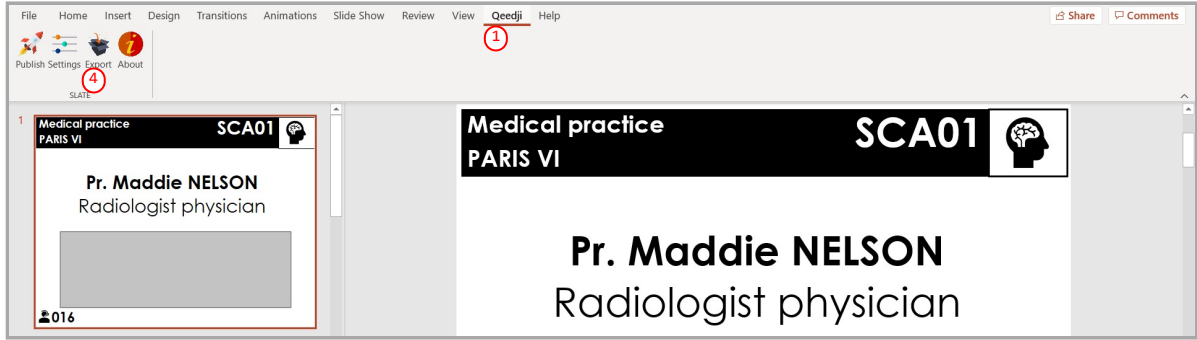 File Home Insert Design Transitions Animations Slide Show Review View Qeedji Help Share Comments
1
Publish Settings Export About
4
SLATE
1
Medical practice SCA01
PARIS VI
Pr. Maddie NELSON
Radiologist physician
016
Medical practice SCA01
PARIS VI
Pr. Maddie NELSON
Radiologist physician